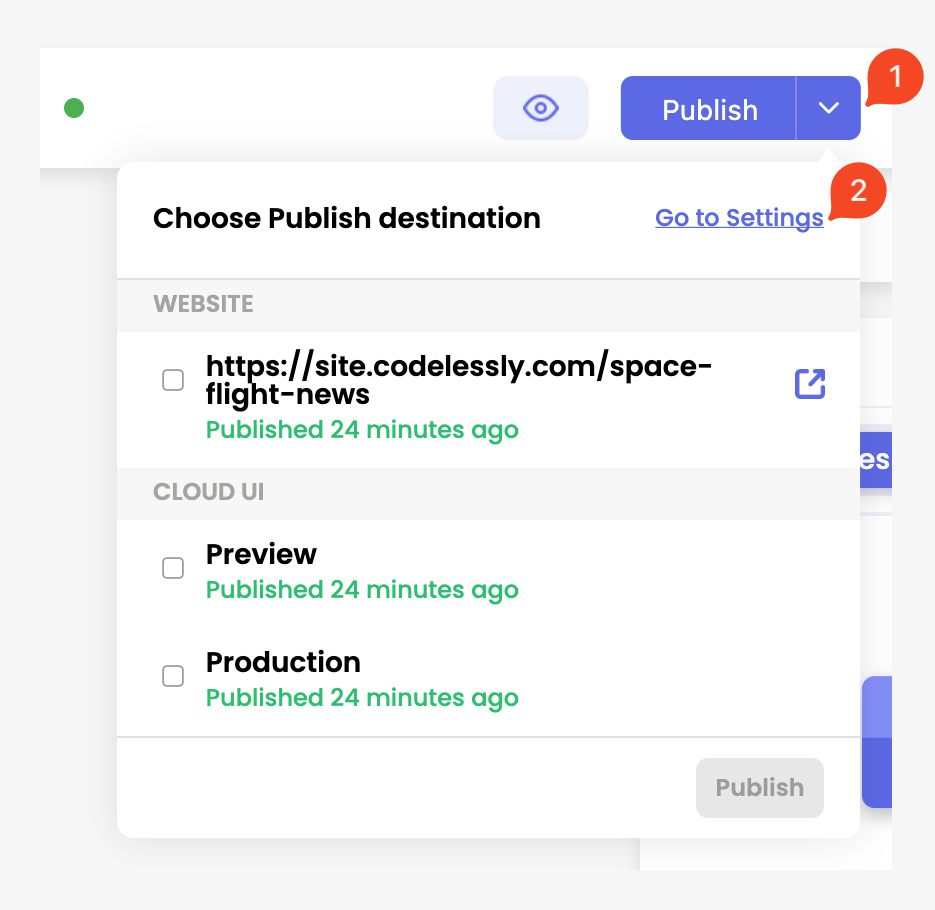 1
Publish
2
Choose Publish destination
Go to Settings
WEBSITE
https://site.codelessly.com/space-
flight-news
Published 24 minutes ago
es
CLOUD UI
Preview
Published 24 minutes ago
Production
Published 24 minutes ago
Publish